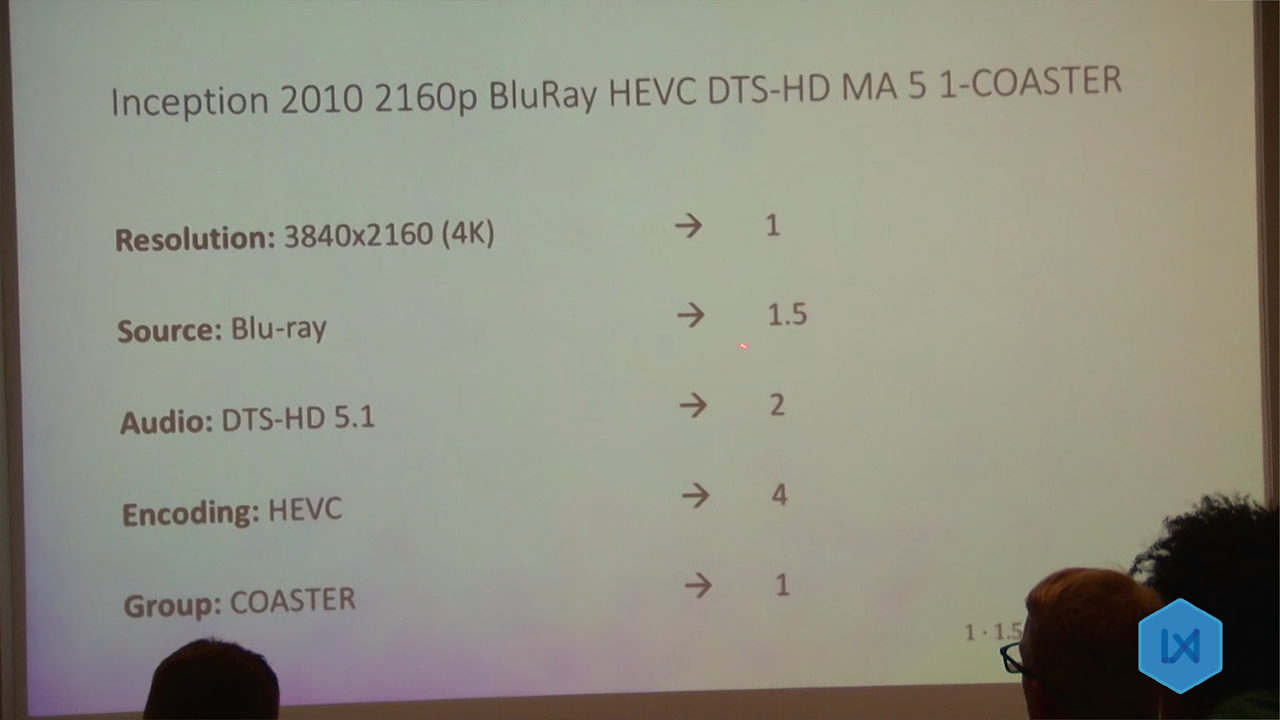 Inception 2010 2160p BluRay HEVC DTS-HD MA 5 1-COASTER
Resolution: 3840x2160 (4K) → 1
Source: Blu-ray → 1.5
Audio: DTS-HD 5.1 → 2
Encoding: HEVC → 4
Group: COASTER → 1
1 · 1.5